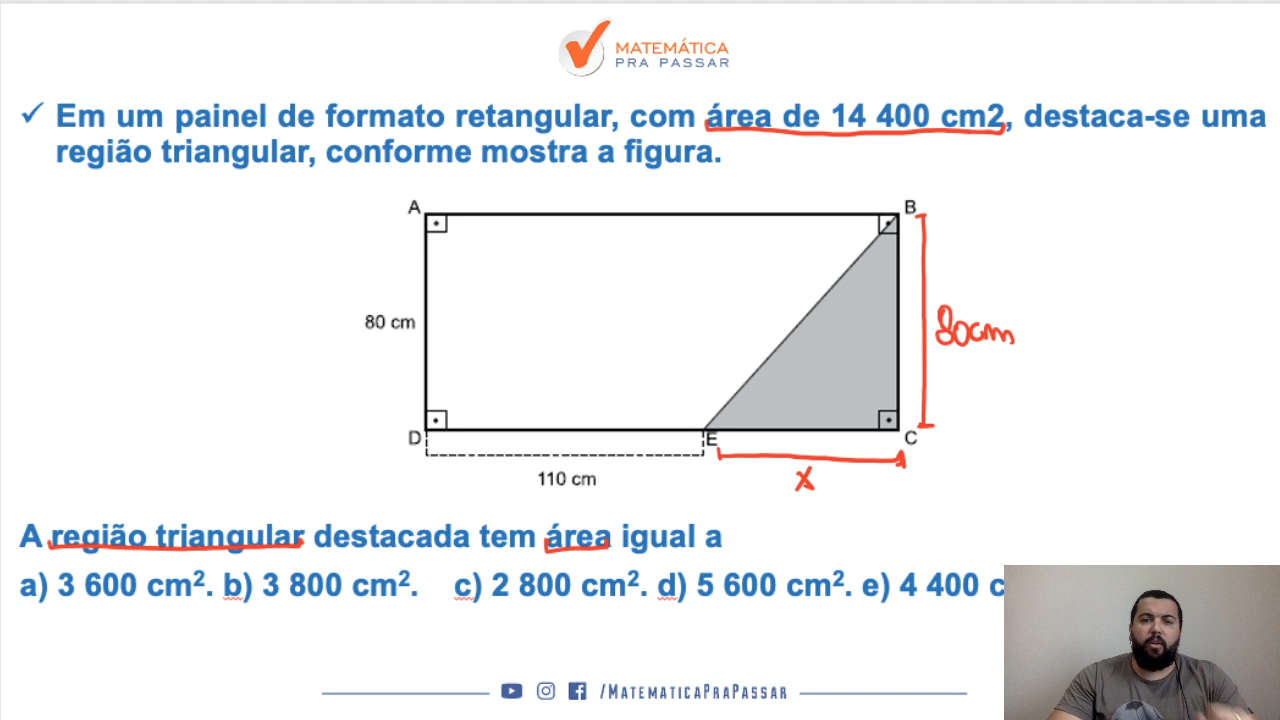 MATEMÁTICA
PRA PASSAR
✓ Em um painel de formato retangular, com área de 14 400 cm2, destaca-se uma
região triangular, conforme mostra a figura.
A
B
80 cm
80cm
D
E
C
110 cm
x
A região triangular destacada tem área igual a
a) 3 600 cm². b) 3 800 cm². c) 2 800 cm². d) 5 600 cm². e) 4 400 c
/MATEMATICAPRAPASSAR